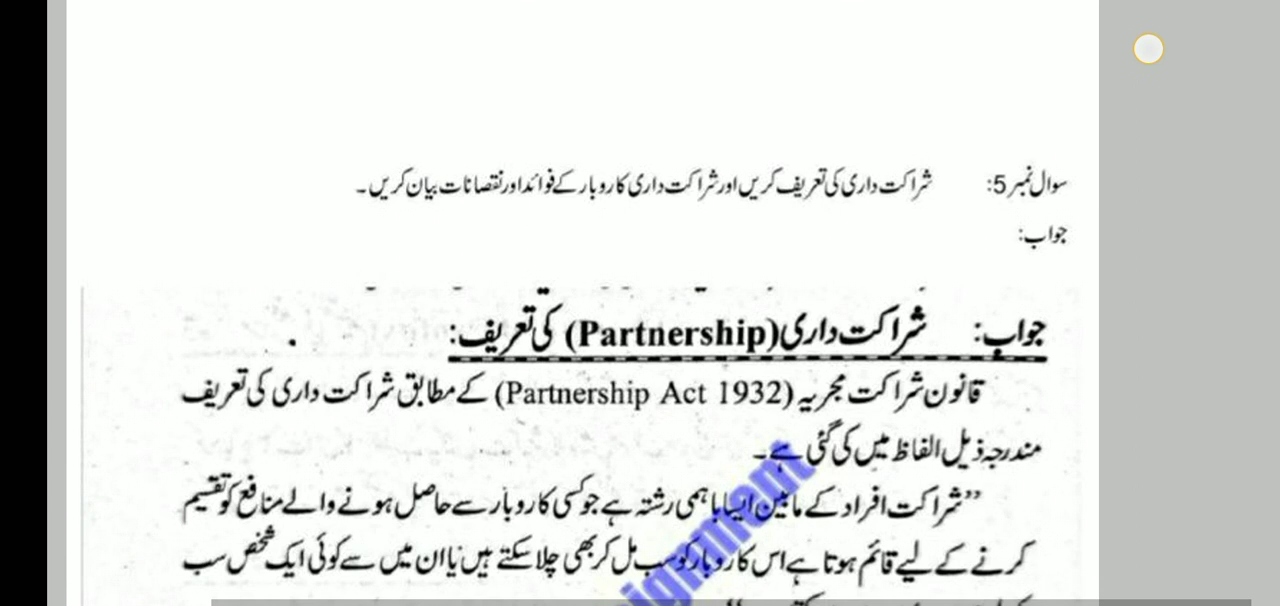 سوال نمبر 5: شراکت داری کی تعریف کریں اور شراکت داری کاروبار کے فوائد اور نقصانات بیان کریں ۔
جواب:
جواب: شراکت داری (Partnership) کی تعریف:
قانون شراکت مجریہ (Partnership Act 1932) کے مطابق شراکت داری کی تعریف
مندرجہ ذیل الفاظ میں کی گئی ہے۔
”شراکت افراد کے مابین ایسا باہمی رشتہ ہے جو کسی کاروبار سے حاصل ہونے والے منافع کو تقسیم
کرنے کے لیے قائم ہوتا ہے اس کاروبار کو سب مل کر بھی چلا سکتے ہیں یا ان میں سے کوئی ایک شخص سب